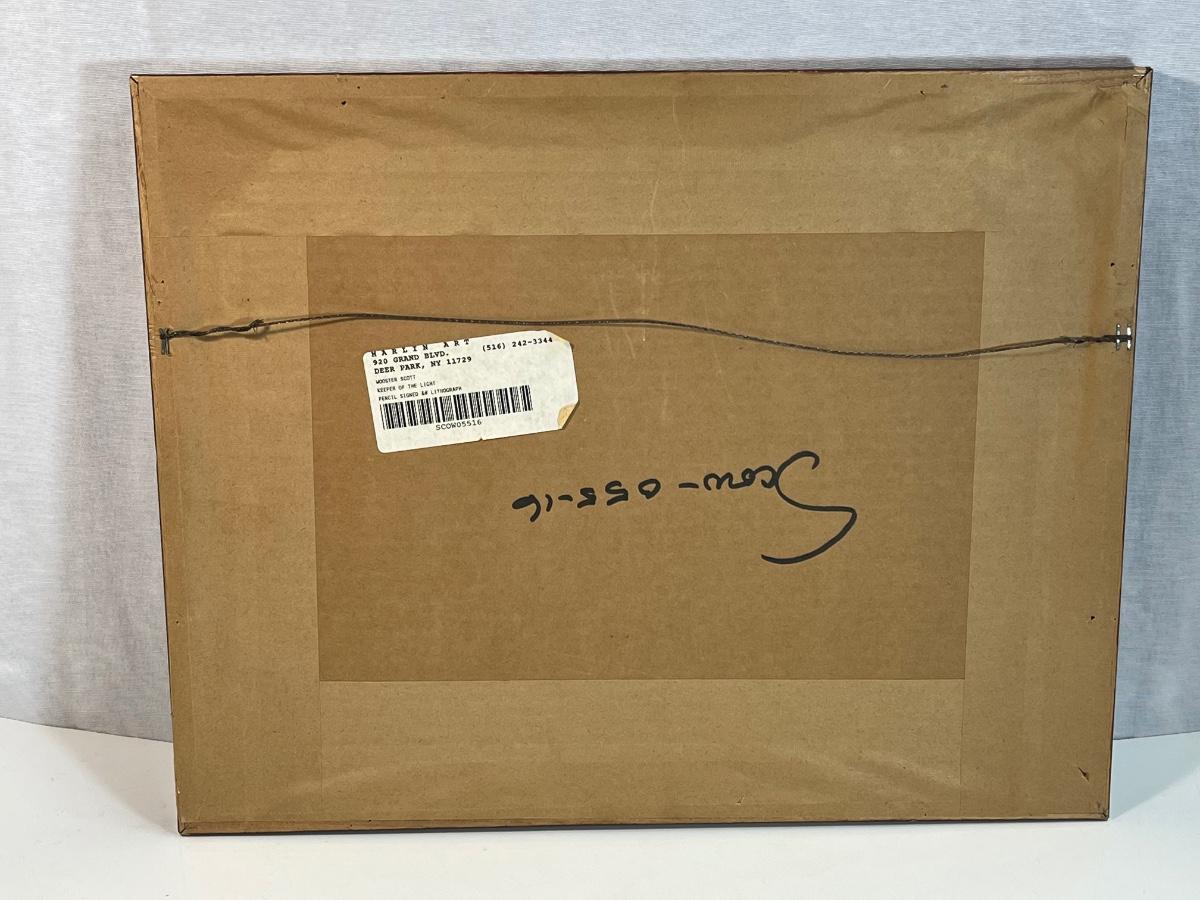 HARLIN ART (516) 242-3344
920 GRAND BLVD.
DEER PARK, NY 11729
WOOSTER SCOTT
KEEPER OF THE LIGHT
PENCIL SIGNED &# LITHOGRAPH
SCOW05516
Scow-055-16